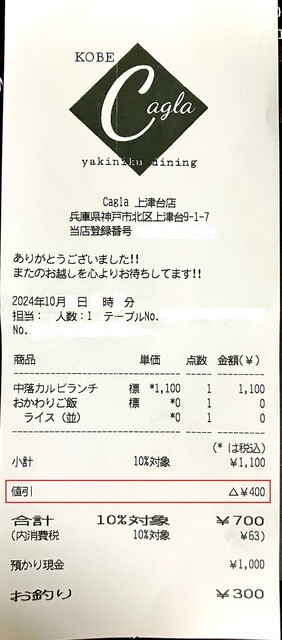 KOBE
Cagla
yakiniku dining
Cagla 上津台店
兵庫県神戸市北区上津台9-1-7
当店登録番号
ありがとうございました!!
またのお越しを心よりお待ちしてます!!
2024年10月 日 時 分
担当: 人数:1 テーブルNo.
No.
商品 単価 点数 金額(¥)
中落カルビランチ 標 *1,100 1 1,100
おかわりご飯 標 *0 1 0
ライス(並) *0 1 0
(* は税込)
小計 10%対象 ¥1,100
値引 △¥400
合計 10%対象 ¥700
(内消費税 ¥63)
預かり現金 ¥1,000
お釣り ¥300